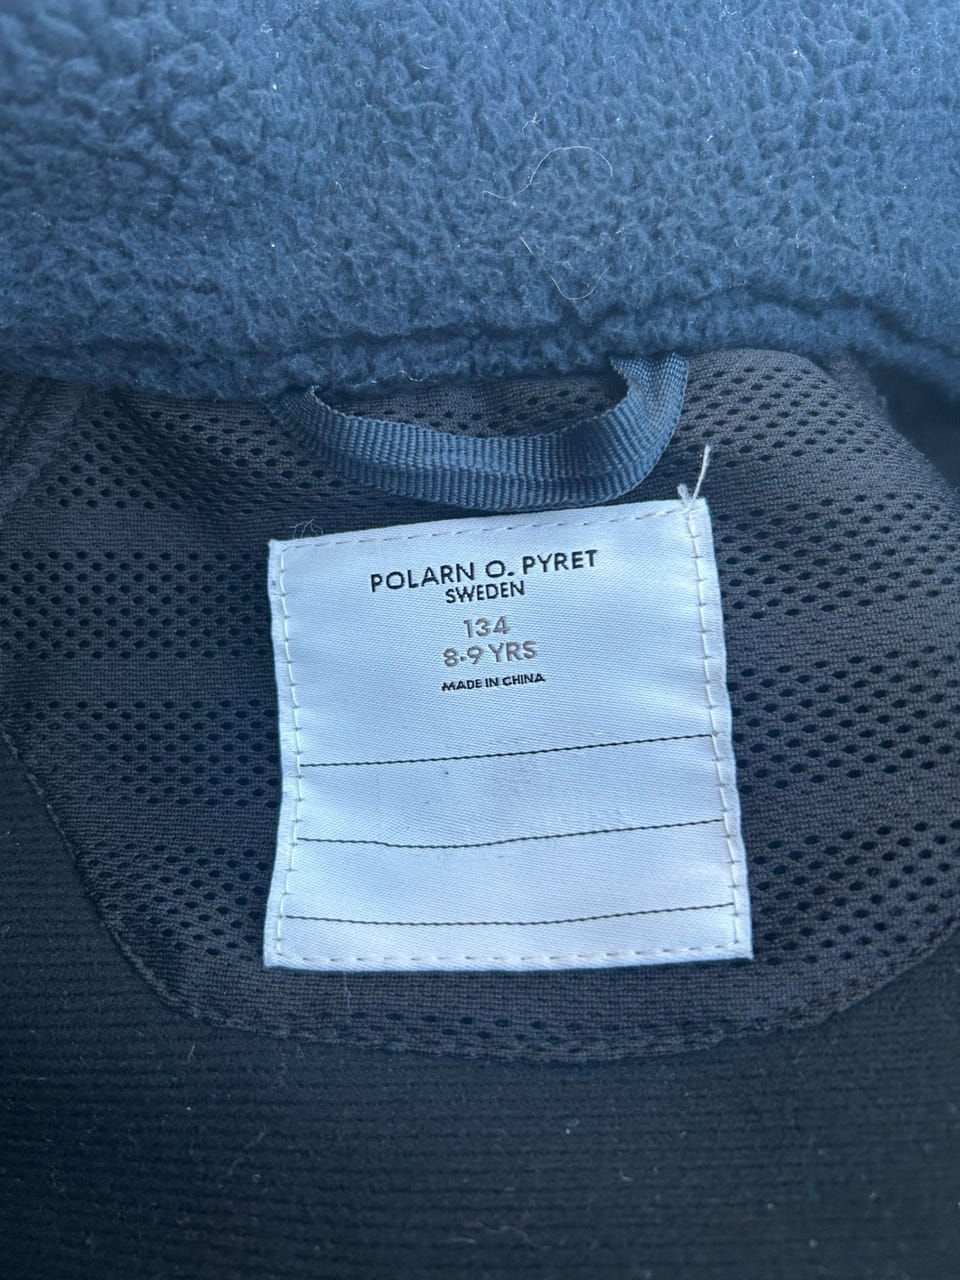 POLARN O. PYRET
SWEDEN
134
8-9 YRS
MADE IN CHINA